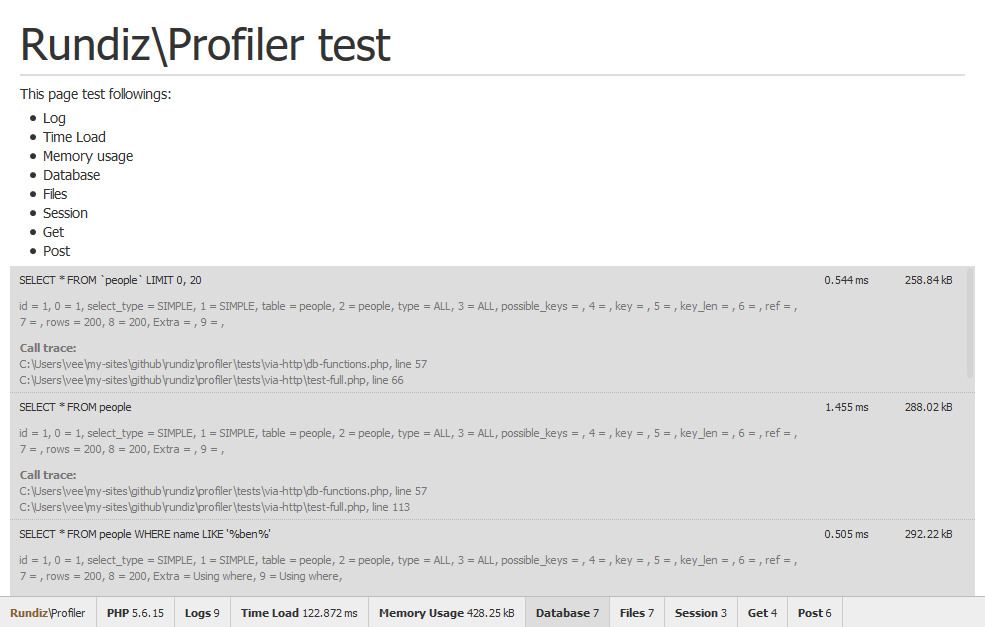 Rundiz\Profiler test
This page test followings:
Log
Time Load
Memory usage
Database
Files
Session
Get
Post
SELECT * FROM `people` LIMIT 0, 20 0.544 ms 258.84 kB
id = 1, 0 = 1, select_type = SIMPLE, 1 = SIMPLE, table = people, 2 = people, type = ALL, 3 = ALL, possible_keys = , 4 = , key = , 5 = , key_len = , 6 = , ref = ,
7 = , rows = 200, 8 = 200, Extra = , 9 = ,
Call trace:
C:\Users\vee\my-sites\github\rundiz\profiler\tests\via-http\db-functions.php, line 57
C:\Users\vee\my-sites\github\rundiz\profiler\tests\via-http\test-full.php, line 66
SELECT * FROM people 1.455 ms 288.02 kB
id = 1, 0 = 1, select_type = SIMPLE, 1 = SIMPLE, table = people, 2 = people, type = ALL, 3 = ALL, possible_keys = , 4 = , key = , 5 = , key_len = , 6 = , ref = ,
7 = , rows = 200, 8 = 200, Extra = , 9 = ,
Call trace:
C:\Users\vee\my-sites\github\rundiz\profiler\tests\via-http\db-functions.php, line 57
C:\Users\vee\my-sites\github\rundiz\profiler\tests\via-http\test-full.php, line 113
SELECT * FROM people WHERE name LIKE '%ben%' 0.505 ms 292.22 kB
id = 1, 0 = 1, select_type = SIMPLE, 1 = SIMPLE, table = people, 2 = people, type = ALL, 3 = ALL, possible_keys = , 4 = , key = , 5 = , key_len = , 6 = , ref = ,
7 = , rows = 200, 8 = 200, Extra = Using where, 9 = Using where,
Rundiz\Profiler PHP 5.6.15 Logs 9 Time Load 122.872 ms Memory Usage 428.25 kB Database 7 Files 7 Session 3 Get 4 Post 6